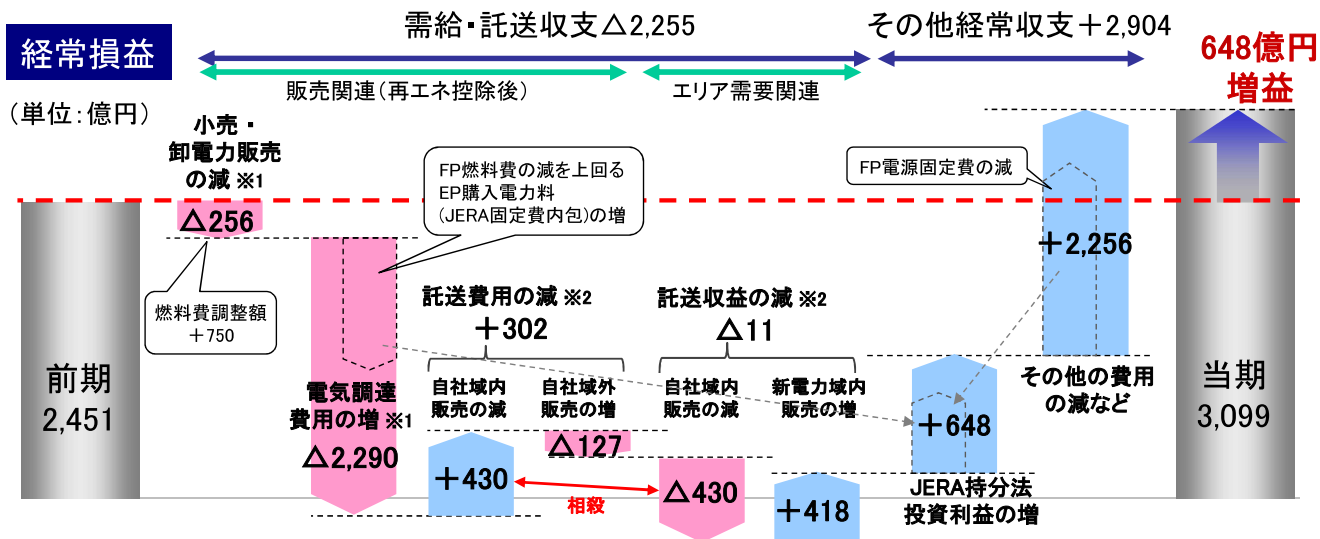 需給・託送収支△2,255
その他経常収支＋2,904
経常損益
648億円
増益
販売関連（再エネ控除後）
エリア需要関連
（単位：億円）
小売・
卸電力販売
の減 ※1
△256
燃料費調整額
＋750
FP燃料費の減を上回る
EP購入電力料
（JERA固定費内包）の増
FP電源固定費の減
前期
2,451
電気調達
費用の増 ※1
△2,290
託送費用の減 ※2
＋302
自社域内
販売の減
自社域外
販売の増
＋430
△127
相殺
託送収益の減 ※2
△11
自社域内
販売の減
新電力域内
販売の増
△430
＋418
＋648
JERA持分法
投資利益の増
＋2,256
その他の費用
の減など
当期
3,099